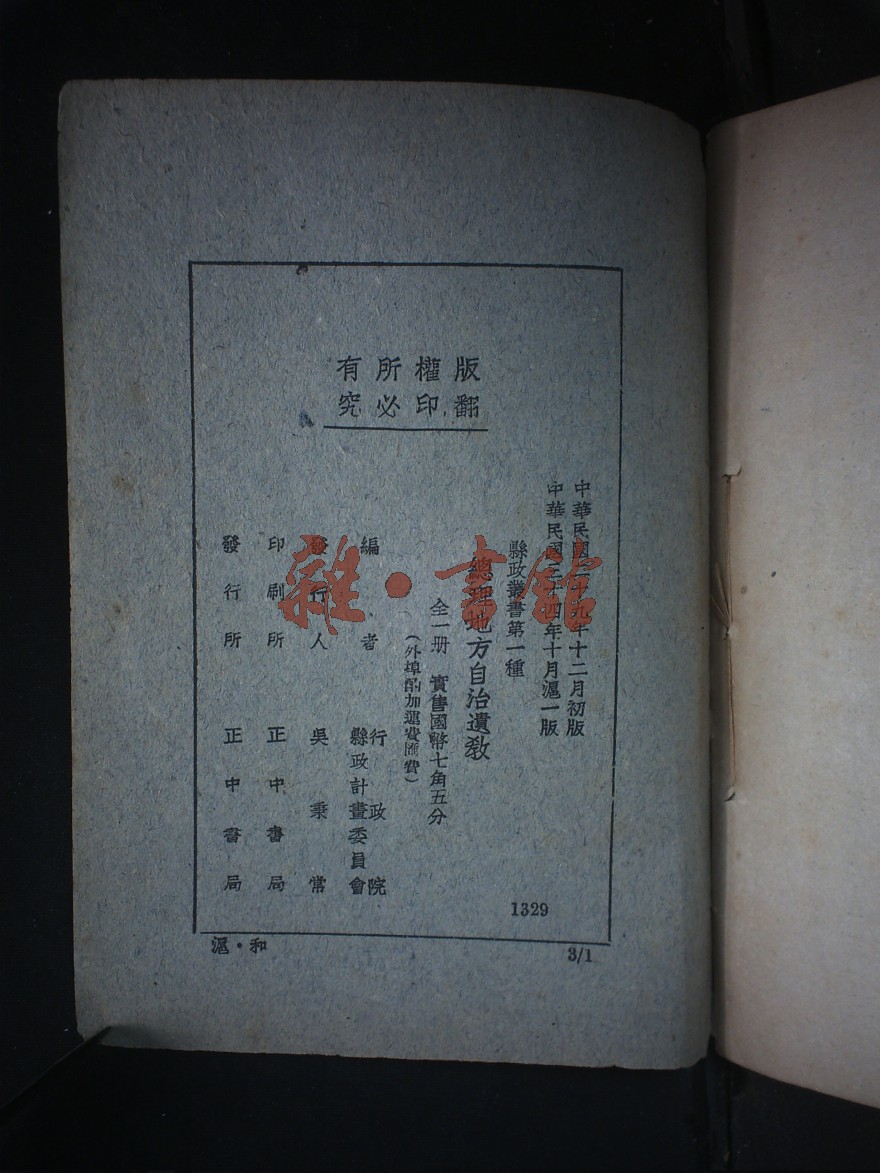 版權所有
翻印必究
中華民國二十九年十二月初版
中華民國三十四年十月滬一版
縣政叢書第一種
總理地方自治遺教
全一册 實售國幣七角五分
(外埠酌加運費匯費)
編者 行政院縣政計畫委員會
發行人 吳秉常
印刷所 正中書局
發行所 正中書局
1329
滬・和
3/1
雜・書館